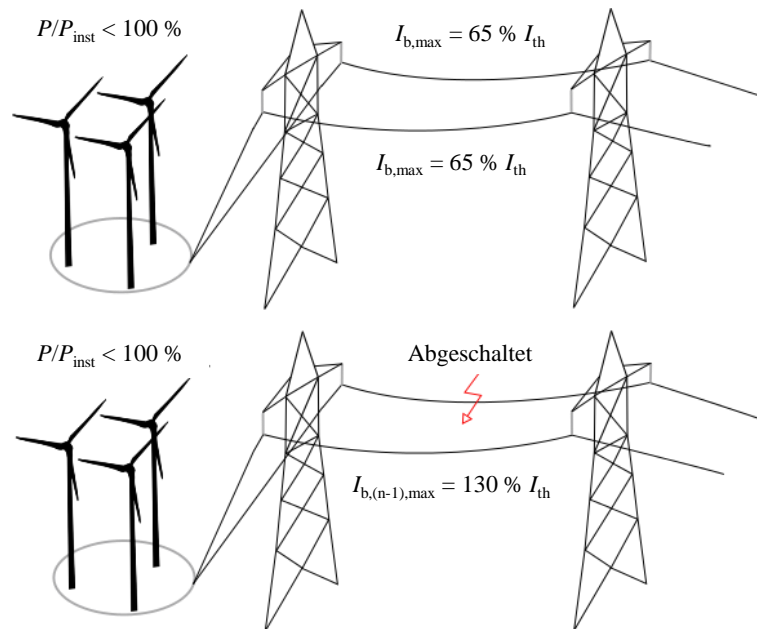 P/Pinst < 100 %
Ib,max = 65 % Ith
Ib,max = 65 % Ith
P/Pinst < 100 %
Abgeschaltet
Ib,(n-1),max = 130 % Ith